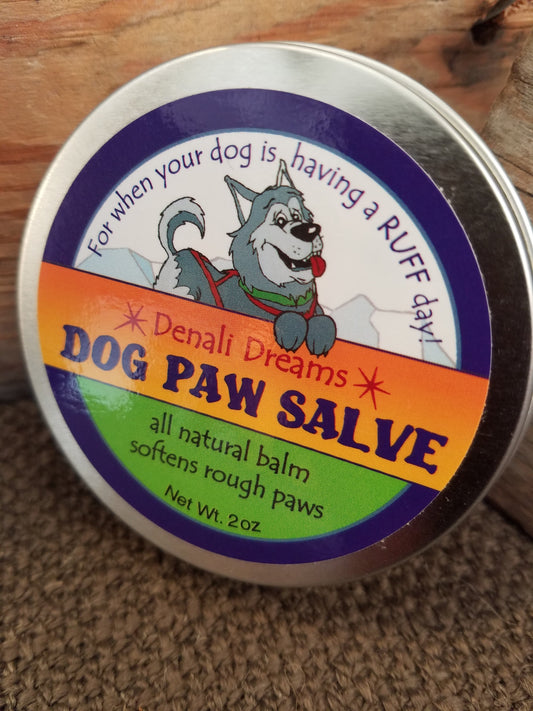 For when your dog is having a RUFF day!
Denali Dreams
DOG PAW SALVE
all natural balm
softens rough paws
Net Wt. 2oz